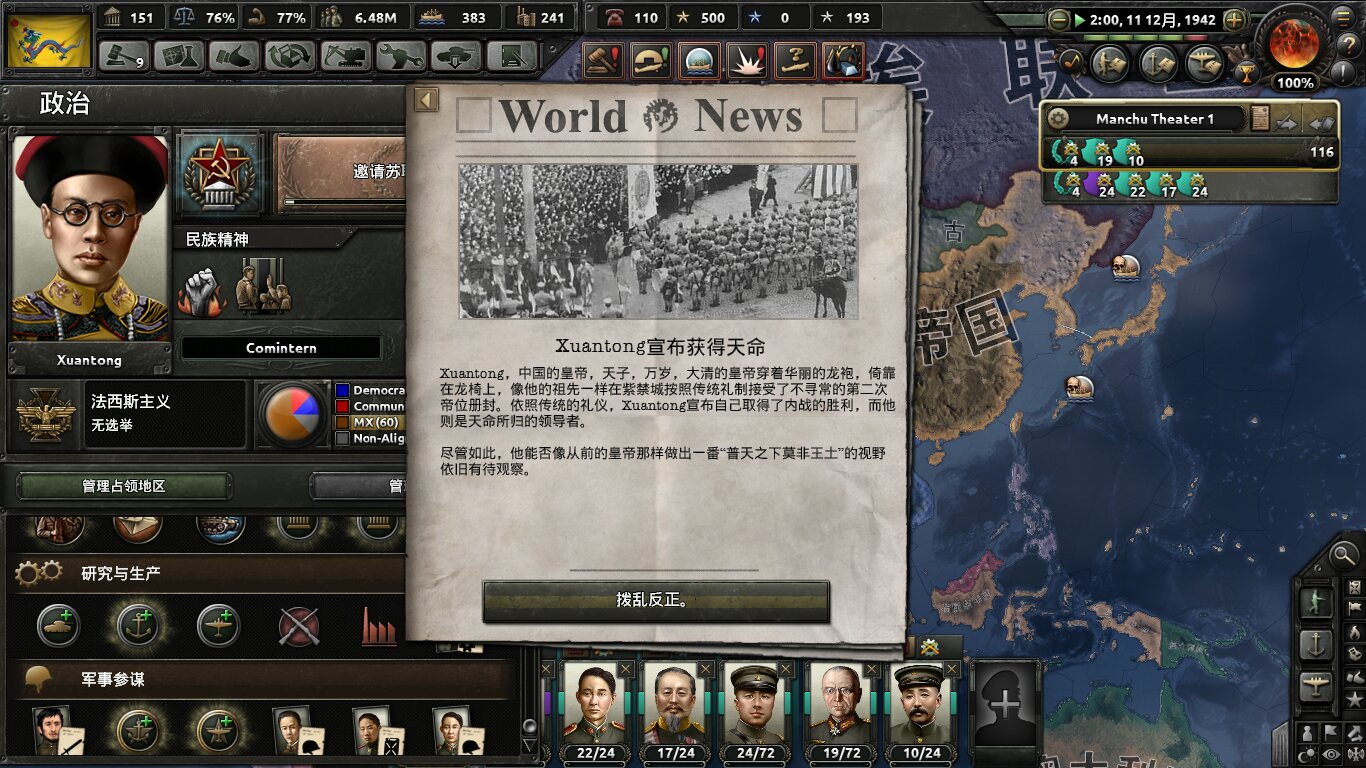 151
76%
77%
6.48M
383
241
110
500
0
193
2:00, 11 12月, 1942
9
100%
政治
World News
Manchu Theater 1
4
19
10
116
4
24
22
17
24
邀请苏
民族精神
Xuantong
Comintern
法西斯主义
无选举
Democra
Commun
MX (60)
Non-Alig
管理占领地区
管
研究与生产
军事参谋
Xuantong宣布获得天命
Xuantong，中国的皇帝，天子，万岁，大清的皇帝穿着华丽的龙袍，倚靠
在龙椅上，像他的祖先一样在紫禁城按照传统礼制接受了不寻常的第二次
帝位册封。依照传统的礼仪，Xuantong宣布自己取得了内战的胜利，而他
则是天命所归的领导者。
尽管如此，他能否像从前的皇帝那样做出一番“普天之下莫非王土”的视野
依旧有待观察。
拨乱反正。
古
帝国
联
22/24
17/24
24/72
19/72
10/24